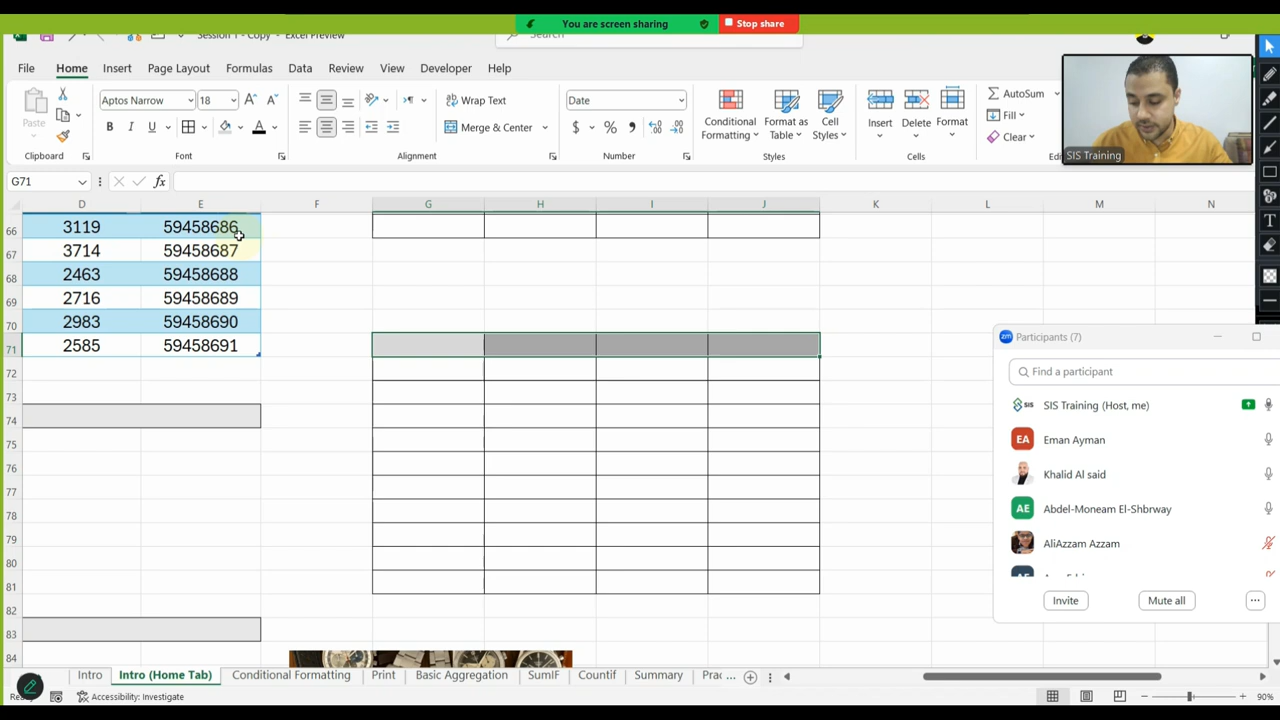 You are screen sharing
Stop share
Session 1 - Copy - Excel Preview
Search
File Home Insert Page Layout Formulas Data Review View Developer Help
Paste
Clipboard
Aptos Narrow 18
B I U
Font
Wrap Text
Merge & Center
Alignment
Date
Number
Conditional Formatting
Format as Table
Cell Styles
Styles
Insert
Delete
Format
Cells
AutoSum
Fill
Clear
SIS Training
G71
fx
D E F G H I J K L M N
66 3119 59458686
67 3714 59458687
68 2463 59458688
69 2716 59458689
70 2983 59458690
71 2585 59458691
72
73
74
75
76
77
78
79
80
81
82
83
84
Participants (7)
Find a participant
SIS SIS Training (Host, me)
EA Eman Ayman
Khalid Al said
AE Abdel-Moneam El-Shbrway
AliAzzam Azzam
Invite
Mute all
Intro Intro (Home Tab) Conditional Formatting Print Basic Aggregation SumIF Countif Summary Prac ...
Accessibility: Investigate
90%